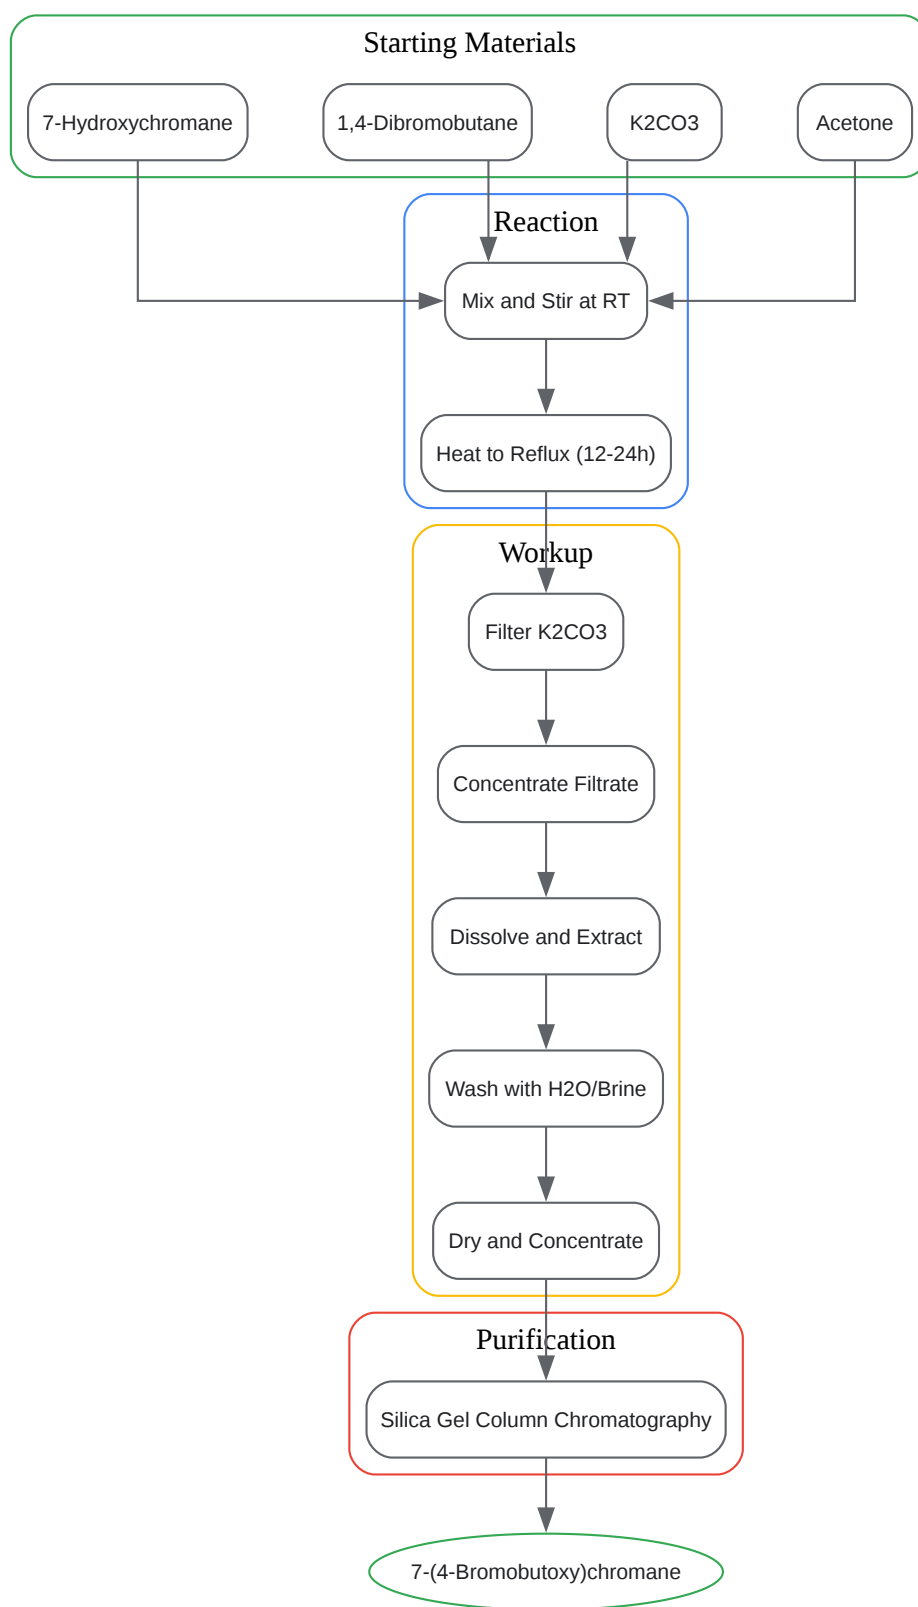 Starting Materials
7-Hydroxychromane
1,4-Dibromobutane
K2CO3
Acetone
Reaction
Mix and Stir at RT
Heat to Reflux (12-24h)
Workup
Filter K2CO3
Concentrate Filtrate
Dissolve and Extract
Wash with H2O/Brine
Dry and Concentrate
Purification
Silica Gel Column Chromatography
7-(4-Bromobutoxy)chromane